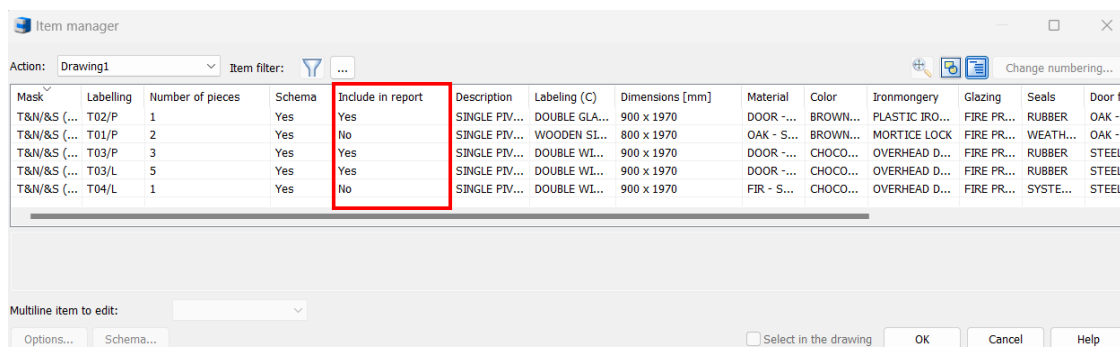 Item manager
Action: Drawing1 Item filter: ... Change numbering...
Mask Labelling Number of pieces Schema Include in report Description Labeling (C) Dimensions [mm] Material Color Ironmongery Glazing Seals Door f
T&N/&S (... T02/P 1 Yes Yes SINGLE PIV... DOUBLE GLA... 900 x 1970 DOOR -... BROWN... PLASTIC IRO... FIRE PR... RUBBER OAK -
T&N/&S (... T01/P 2 Yes No SINGLE PIV... WOODEN SI... 800 x 1970 OAK - S... BROWN... MORTICE LOCK FIRE PR... WEATH... OAK -
T&N/&S (... T03/P 3 Yes Yes SINGLE PIV... DOUBLE WI... 900 x 1970 DOOR -... CHOCO... OVERHEAD D... FIRE PR... RUBBER STEEL
T&N/&S (... T03/L 5 Yes Yes SINGLE PIV... DOUBLE WI... 900 x 1970 DOOR -... CHOCO... OVERHEAD D... FIRE PR... RUBBER STEEL
T&N/&S (... T04/L 1 Yes No SINGLE PIV... DOUBLE WI... 900 x 1970 FIR - S... CHOCO... OVERHEAD D... FIRE PR... SYSTE... STEEL
Multiline item to edit:
Options... Schema... Select in the drawing OK Cancel Help